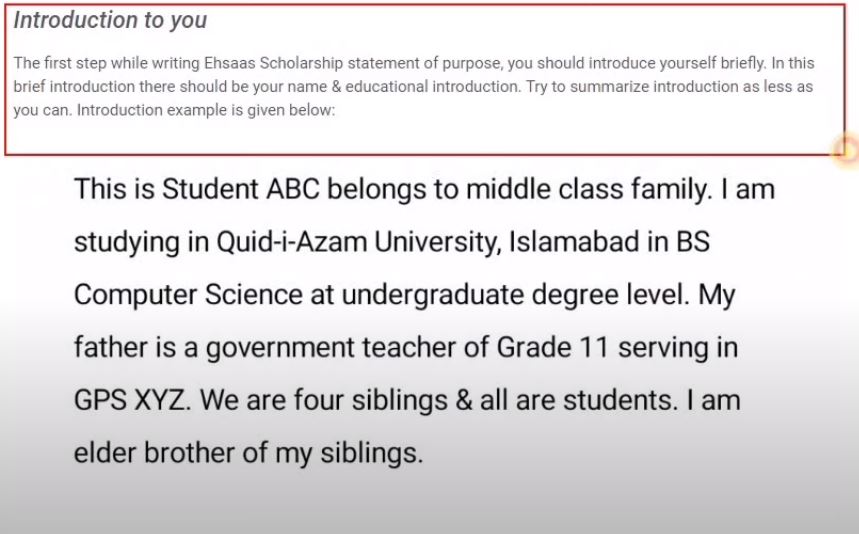 Introduction to you
The first step while writing Ehsaas Scholarship statement of purpose, you should introduce yourself briefly. In this
brief introduction there should be your name & educational introduction. Try to summarize introduction as less as
you can. Introduction example is given below:
This is Student ABC belongs to middle class family. I am
studying in Quid-i-Azam University, Islamabad in BS
Computer Science at undergraduate degree level. My
father is a government teacher of Grade 11 serving in
GPS XYZ. We are four siblings & all are students. I am
elder brother of my siblings.